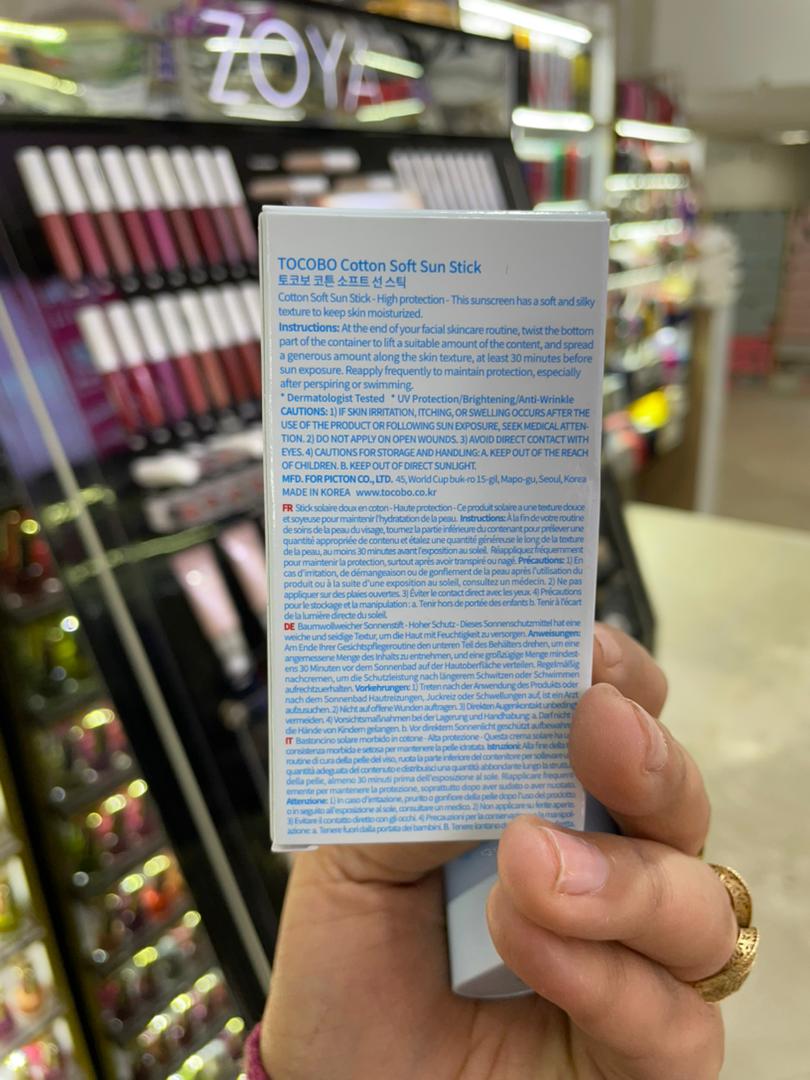 ZOYA
TOCOBO Cotton Soft Sun Stick
토코보 코튼 소프트 선 스틱
Cotton Soft Sun Stick - High protection - This sunscreen has a soft and silky
texture to keep skin moisturized.
Instructions: At the end of your facial skincare routine, twist the bottom
part of the container to lift a suitable amount of the content, and spread
a generous amount along the skin texture, at least 30 minutes before
sun exposure. Reapply frequently to maintain protection, especially
after perspiring or swimming.
* Dermatologist Tested * UV Protection/Brightening/Anti-Wrinkle
CAUTIONS: 1) IF SKIN IRRITATION, ITCHING, OR SWELLING OCCURS AFTER THE
USE OF THE PRODUCT OR FOLLOWING SUN EXPOSURE, SEEK MEDICAL ATTEN-
TION. 2) DO NOT APPLY ON OPEN WOUNDS. 3) AVOID DIRECT CONTACT WITH
EYES. 4) CAUTIONS FOR STORAGE AND HANDLING: A. KEEP OUT OF THE REACH
OF CHILDREN. B. KEEP OUT OF DIRECT SUNLIGHT.
MFD. FOR PICTON CO., LTD. 45, World Cup buk-ro 15-gil, Mapo-gu, Seoul, Korea
MADE IN KOREA www.tocobo.co.kr
FR Stick solaire doux en coton - Haute protection - Ce produit solaire a une texture douce
et soyeuse pour maintenir l'hydratation de la peau. Instructions: À la fin de votre routine
de soins de la peau du visage, tournez la partie inférieure du contenant pour prélever une
quantité appropriée de contenu et étalez une quantité généreuse le long de la texture
de la peau, au moins 30 minutes avant l'exposition au soleil. Réappliquez fréquemment
pour maintenir la protection, surtout après avoir transpiré ou nagé. Précautions: 1) En
cas d'irritation, de démangeaison ou de gonflement de la peau après l'utilisation du
produit ou à la suite d'une exposition au soleil, consultez un médecin. 2) Ne pas
appliquer sur des plaies ouvertes. 3) Éviter le contact direct avec les yeux. 4) Précautions
pour le stockage et la manipulation : a. Tenir hors de portée des enfants b. Tenir à l'écart
de la lumière directe du soleil.
DE Baumwollweicher Sonnenstift - Hoher Schutz - Dieses Sonnenschutzmittel hat eine
weiche und seidige Textur, um die Haut mit Feuchtigkeit zu versorgen. Anweisungen:
Am Ende Ihrer Gesichtspflegeroutine den unteren Teil des Behälters drehen, um eine
angemessene Menge des Inhalts zu entnehmen, und eine großzügige Menge mindest-
ens 30 Minuten vor dem Sonnenbad auf der Hautoberfläche verteilen. Regelmäßig
nachcremen, um die Schutzleistung nach längerem Schwitzen oder Schwimmen
aufrechtzuerhalten. Vorkehrungen: 1) Treten nach der Anwendung des Produkts oder
nach dem Sonnenbad Hautreizungen, Juckreiz oder Schwellungen auf, ist ein Arzt
aufzusuchen. 2) Nicht auf offene Wunden auftragen. 3) Direkten Augenkontakt unbedingt
vermeiden. 4) Vorsichtsmaßnahmen bei der Lagerung und Handhabung: a. Darf nicht in
die Hände von Kindern gelangen. b. Vor direktem Sonnenlicht geschützt aufbewahren.
IT Bastoncino solare morbido in cotone - Alta protezione - Questa crema solare ha
consistenza morbida e setosa per mantenere la pelle idratata. Istruzioni: Alla fine della
routine di cura della pelle del viso, ruota la parte inferiore del contenitore per sollevare
quantità adeguata del contenuto e distribuisci una quantità abbondante lungo la
della pelle, almeno 30 minuti prima dell'esposizione al sole. Riapplicare frequent
emente per mantenere la protezione, soprattutto dopo aver sudato o aver nuotato.
Attenzione: 1) In caso d'irritazione, prurito o gonfiore della pelle dopo l'uso del prodotto
o in seguito all'esposizione al sole, consultare un medico. 2) Non applicare su ferite aperte.
3) Evitare il contatto diretto con gli occhi. 4) Precauzioni per la
azione: a. Tenere fuori dalla portata dei bambini. B. Tenere lontano